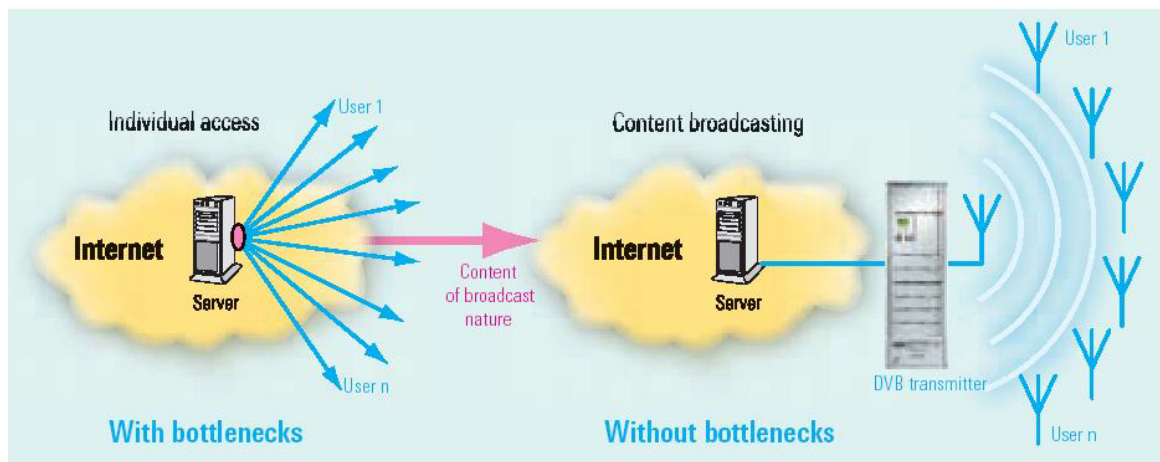 Individual access
User 1
Internet
Server
User n
With bottlenecks
Content
of broadcast
nature
Content broadcasting
Internet
Server
DVB transmitter
User 1
User n
Without bottlenecks